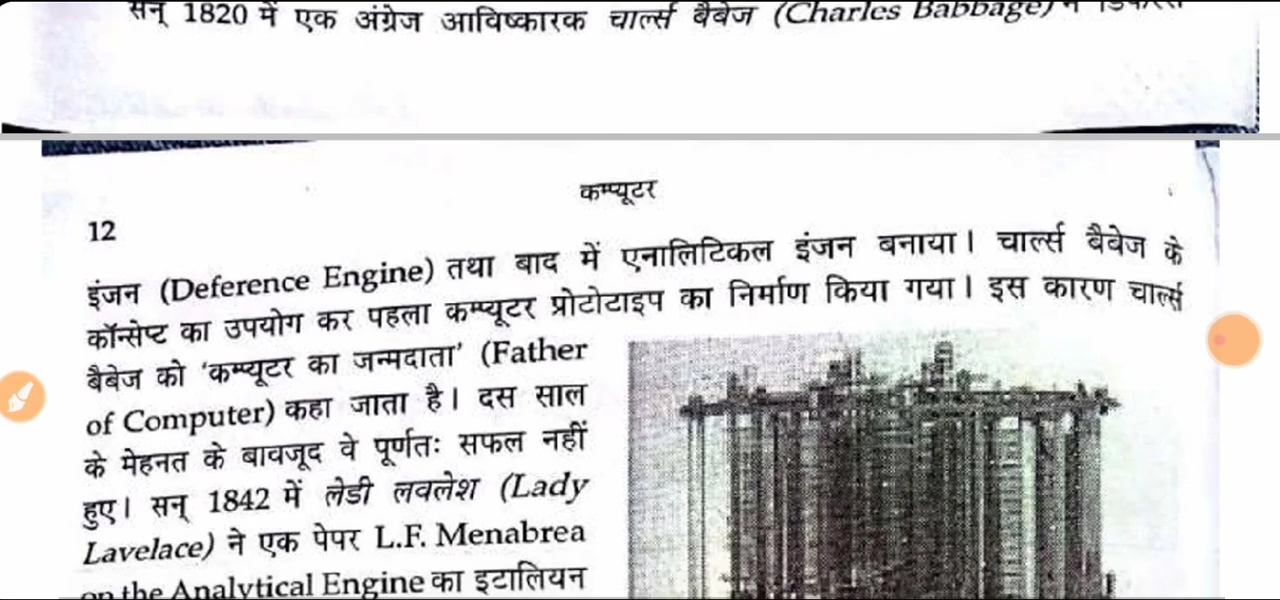 सन् 1820 में एक अंग्रेज आविष्कारक चार्ल्स बैबेज (Charles Babbage) ने
कम्प्यूटर
12
इंजन (Deference Engine) तथा बाद में एनालिटिकल इंजन बनाया। चार्ल्स बैबेज के
कॉन्सेप्ट का उपयोग कर पहला कम्प्यूटर प्रोटोटाइप का निर्माण किया गया। इस कारण चार्ल्स
बैबेज को ‘कम्प्यूटर का जन्मदाता’ (Father
of Computer) कहा जाता है। दस साल
के मेहनत के बावजूद वे पूर्णतः सफल नहीं
हुए। सन् 1842 में लेडी लवलेश (Lady
Lavelace) ने एक पेपर L.F. Menabrea
on the Analytical Engine का इटालियन